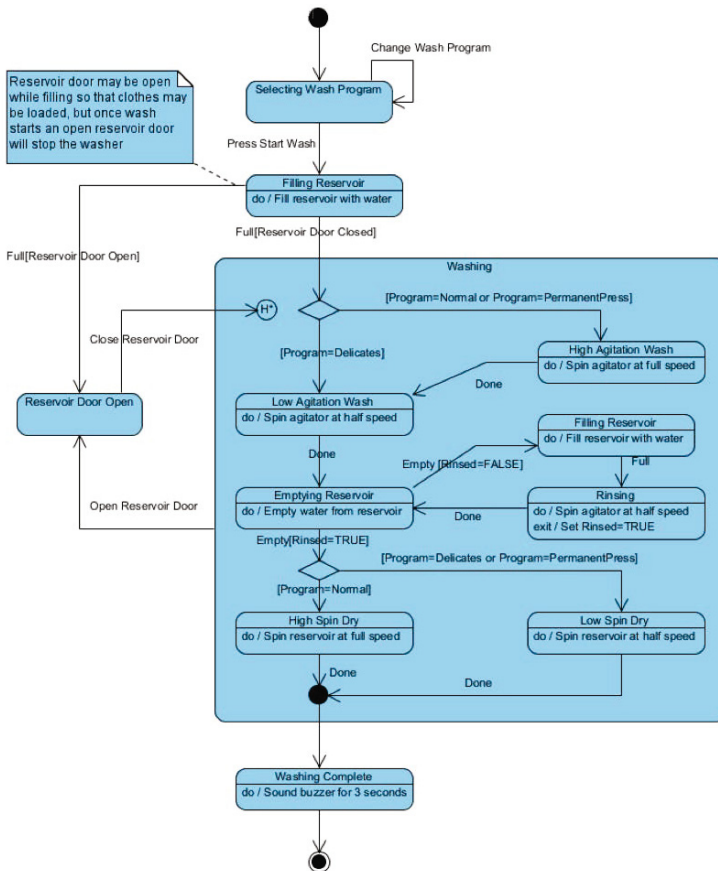 Change Wash Program
Reservoir door may be open
while filling so that clothes may
be loaded, but once wash
starts an open reservoir door
will stop the washer
Selecting Wash Program
Press Start Wash
Filling Reservoir
do / Fill reservoir with water
Full[Reservoir Door Closed]
Full[Reservoir Door Open]
Washing
H*
[Program=Normal or Program=PermanentPress]
Close Reservoir Door
[Program=Delicates]
High Agitation Wash
do / Spin agitator at full speed
Done
Reservoir Door Open
Low Agitation Wash
do / Spin agitator at half speed
Filling Reservoir
do / Fill reservoir with water
Done
Empty [Rinsed=FALSE]
Full
Open Reservoir Door
Emptying Reservoir
do / Empty water from reservoir
Rinsing
do / Spin agitator at half speed
exit / Set Rinsed=TRUE
Done
Empty[Rinsed=TRUE]
[Program=Delicates or Program=PermanentPress]
[Program=Normal]
High Spin Dry
do / Spin reservoir at full speed
Low Spin Dry
do / Spin reservoir at half speed
Done
Done
Washing Complete
do / Sound buzzer for 3 seconds